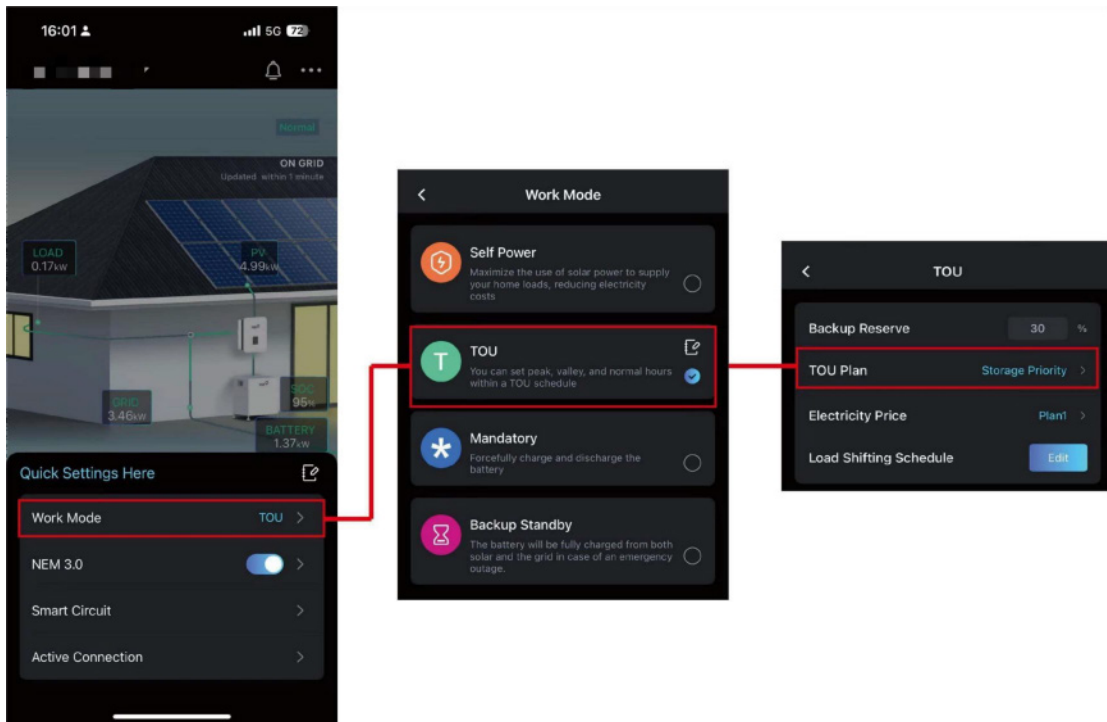 16:01
5G 72
Normal
ON GRID
Updated within 1 minute
LOAD
0.17kW
PV
4.99kW
GRID
3.46kW
SOC
95%
BATTERY
1.37kW
Quick Settings Here
Work Mode TOU
NEM 3.0
Smart Circuit
Active Connection
Work Mode
Self Power
Maximize the use of solar power to supply
your home loads, reducing electricity
costs
T
TOU
You can set peak, valley, and normal hours
within a TOU schedule
Mandatory
Forcefully charge and discharge the
battery
Backup Standby
The battery will be fully charged from both
solar and the grid in case of an emergency
outage.
TOU
Backup Reserve 30 %
TOU Plan Storage Priority
Electricity Price Plan1
Load Shifting Schedule Edit